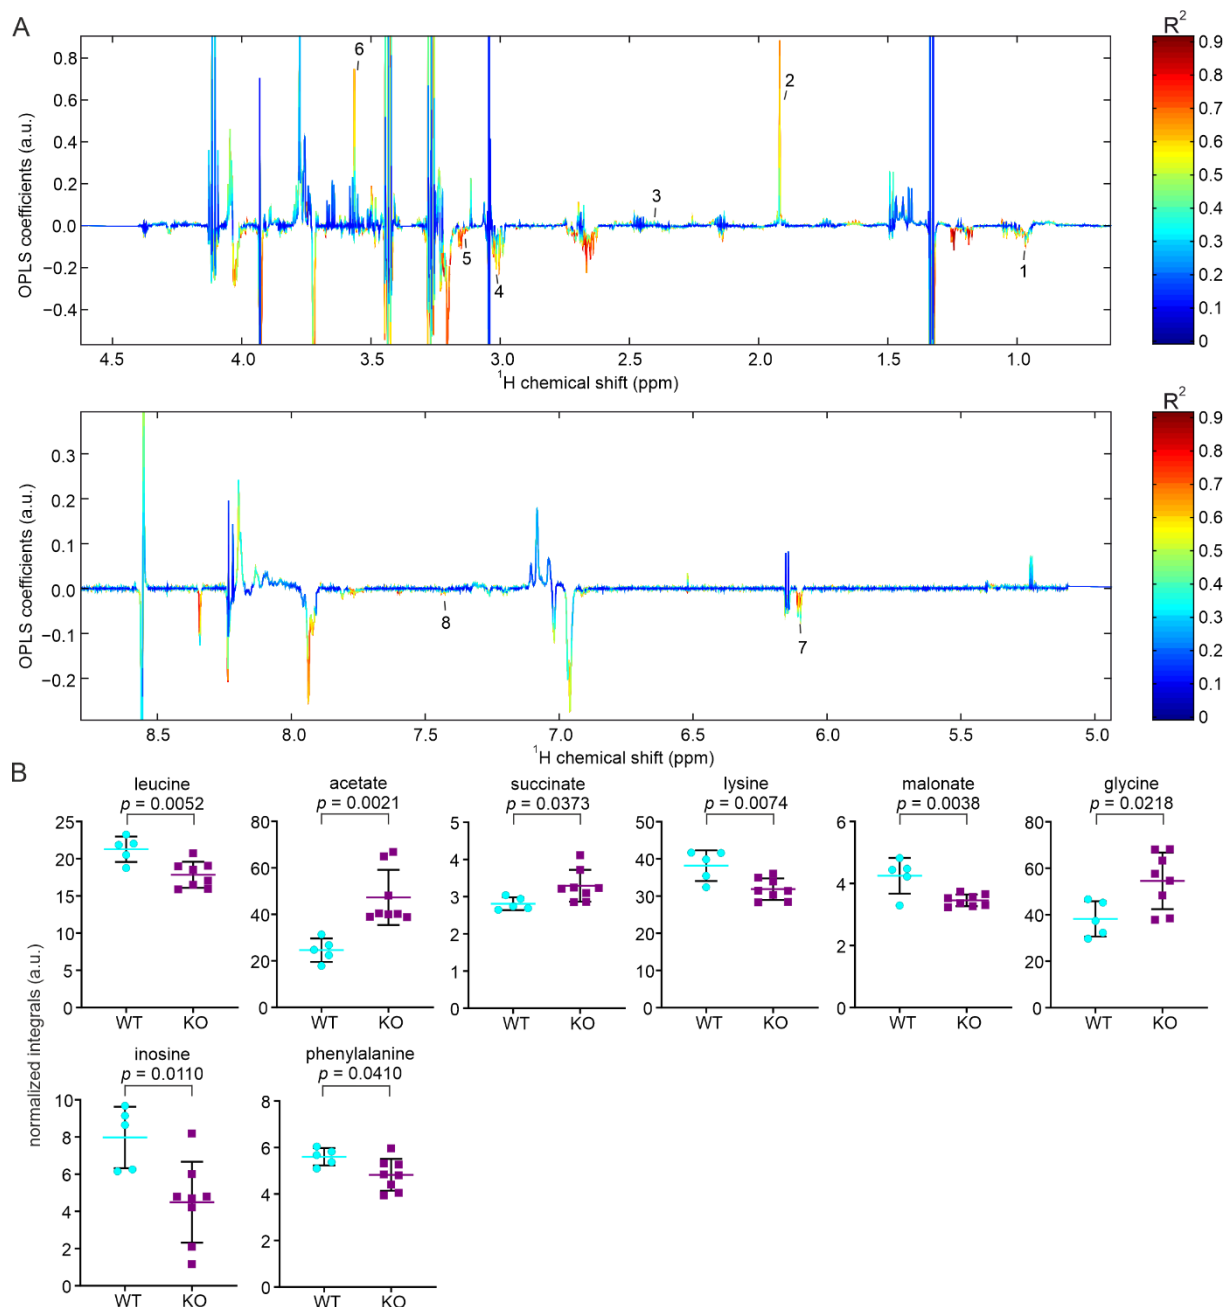 A
R²
0.8
0.6
0.4
0.2
0.0
−0.2
−0.4
OPLS coefficients (a.u.)
6
2
3
5
4
1
4.5 4.0 3.5 3.0 2.5 2.0 1.5 1.0
¹H chemical shift (ppm)
0.9
0.8
0.7
0.6
0.5
0.4
0.3
0.2
0.1
0
R²
0.3
0.2
0.1
0.0
−0.1
−0.2
OPLS coefficients (a.u.)
8
7
8.5 8.0 7.5 7.0 6.5 6.0 5.5 5.0
¹H chemical shift (ppm)
0.9
0.8
0.7
0.6
0.5
0.4
0.3
0.2
0.1
0
B
normalized integrals (a.u.)
leucine
p = 0.0052
25
20
15
10
5
0
WT KO
acetate
p = 0.0021
80
60
40
20
0
WT KO
succinate
p = 0.0373
5
4
3
2
1
0
WT KO
lysine
p = 0.0074
50
40
30
20
10
0
WT KO
malonate
p = 0.0038
6
4
2
0
WT KO
glycine
p = 0.0218
80
60
40
20
0
WT KO
inosine
p = 0.0110
10
8
6
4
2
0
WT KO
phenylalanine
p = 0.0410
8
6
4
2
0
WT KO